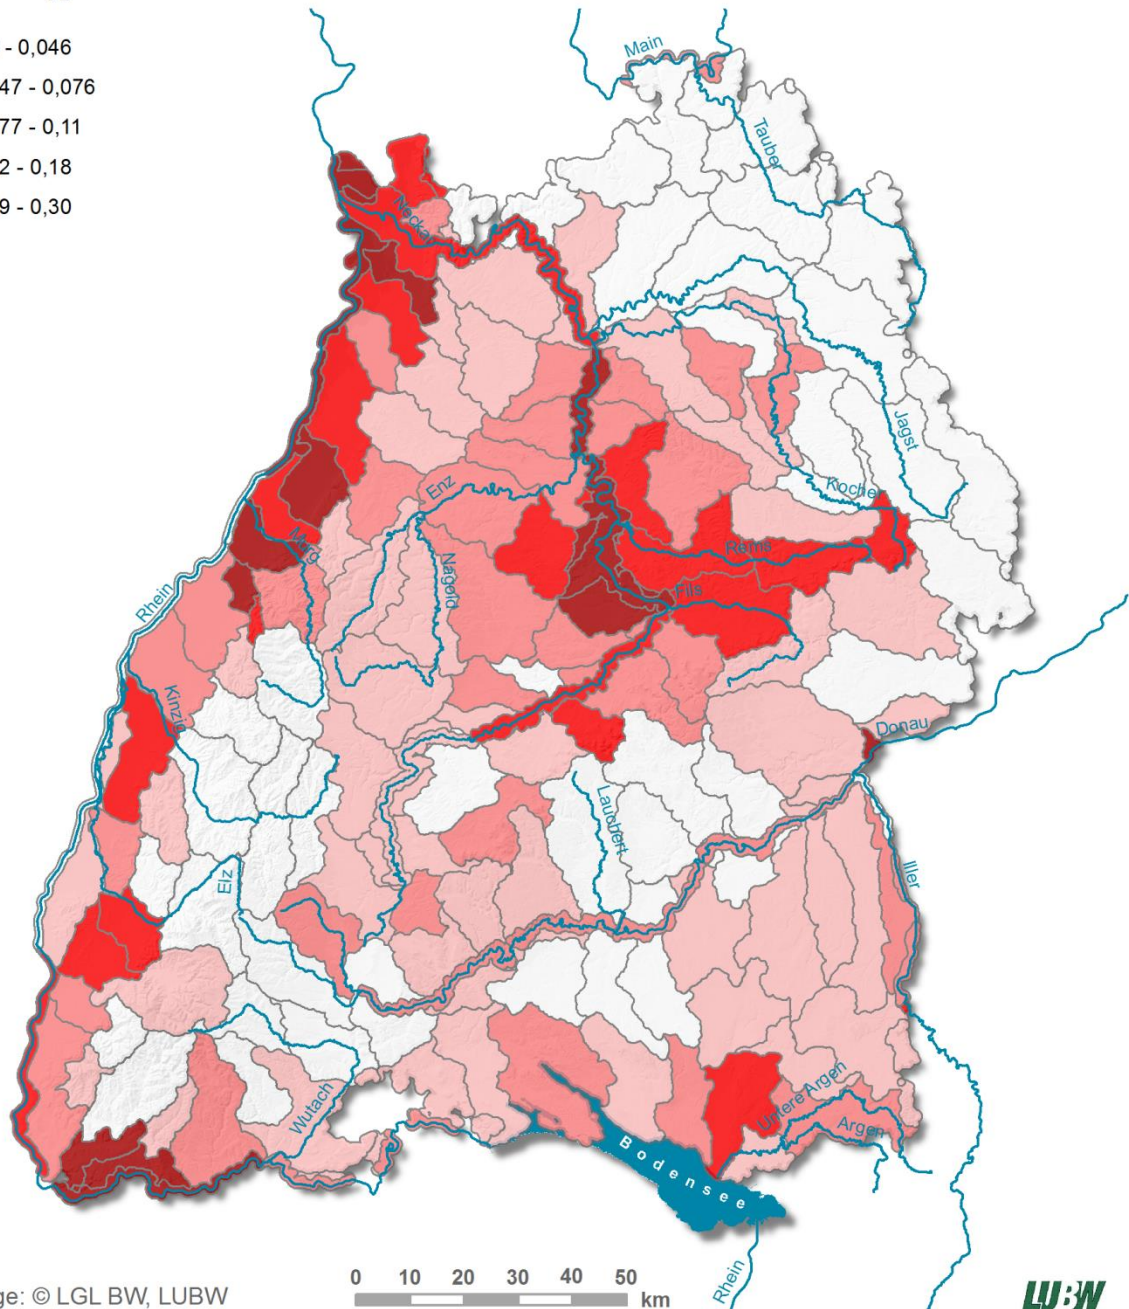 - 0,046
47 - 0,076
77 - 0,11
2 - 0,18
9 - 0,30
Main
Tauber
Neckar
Jagst
Kocher
Enz
Murg
Nagold
Rems
Fils
Rhein
Kinzig
Donau
Lauchert
Iller
Elz
Wutach
Untere Argen
Argen
Bodensee
Rhein
0 10 20 30 40 50 km
ge: © LGL BW, LUBW
LUBW